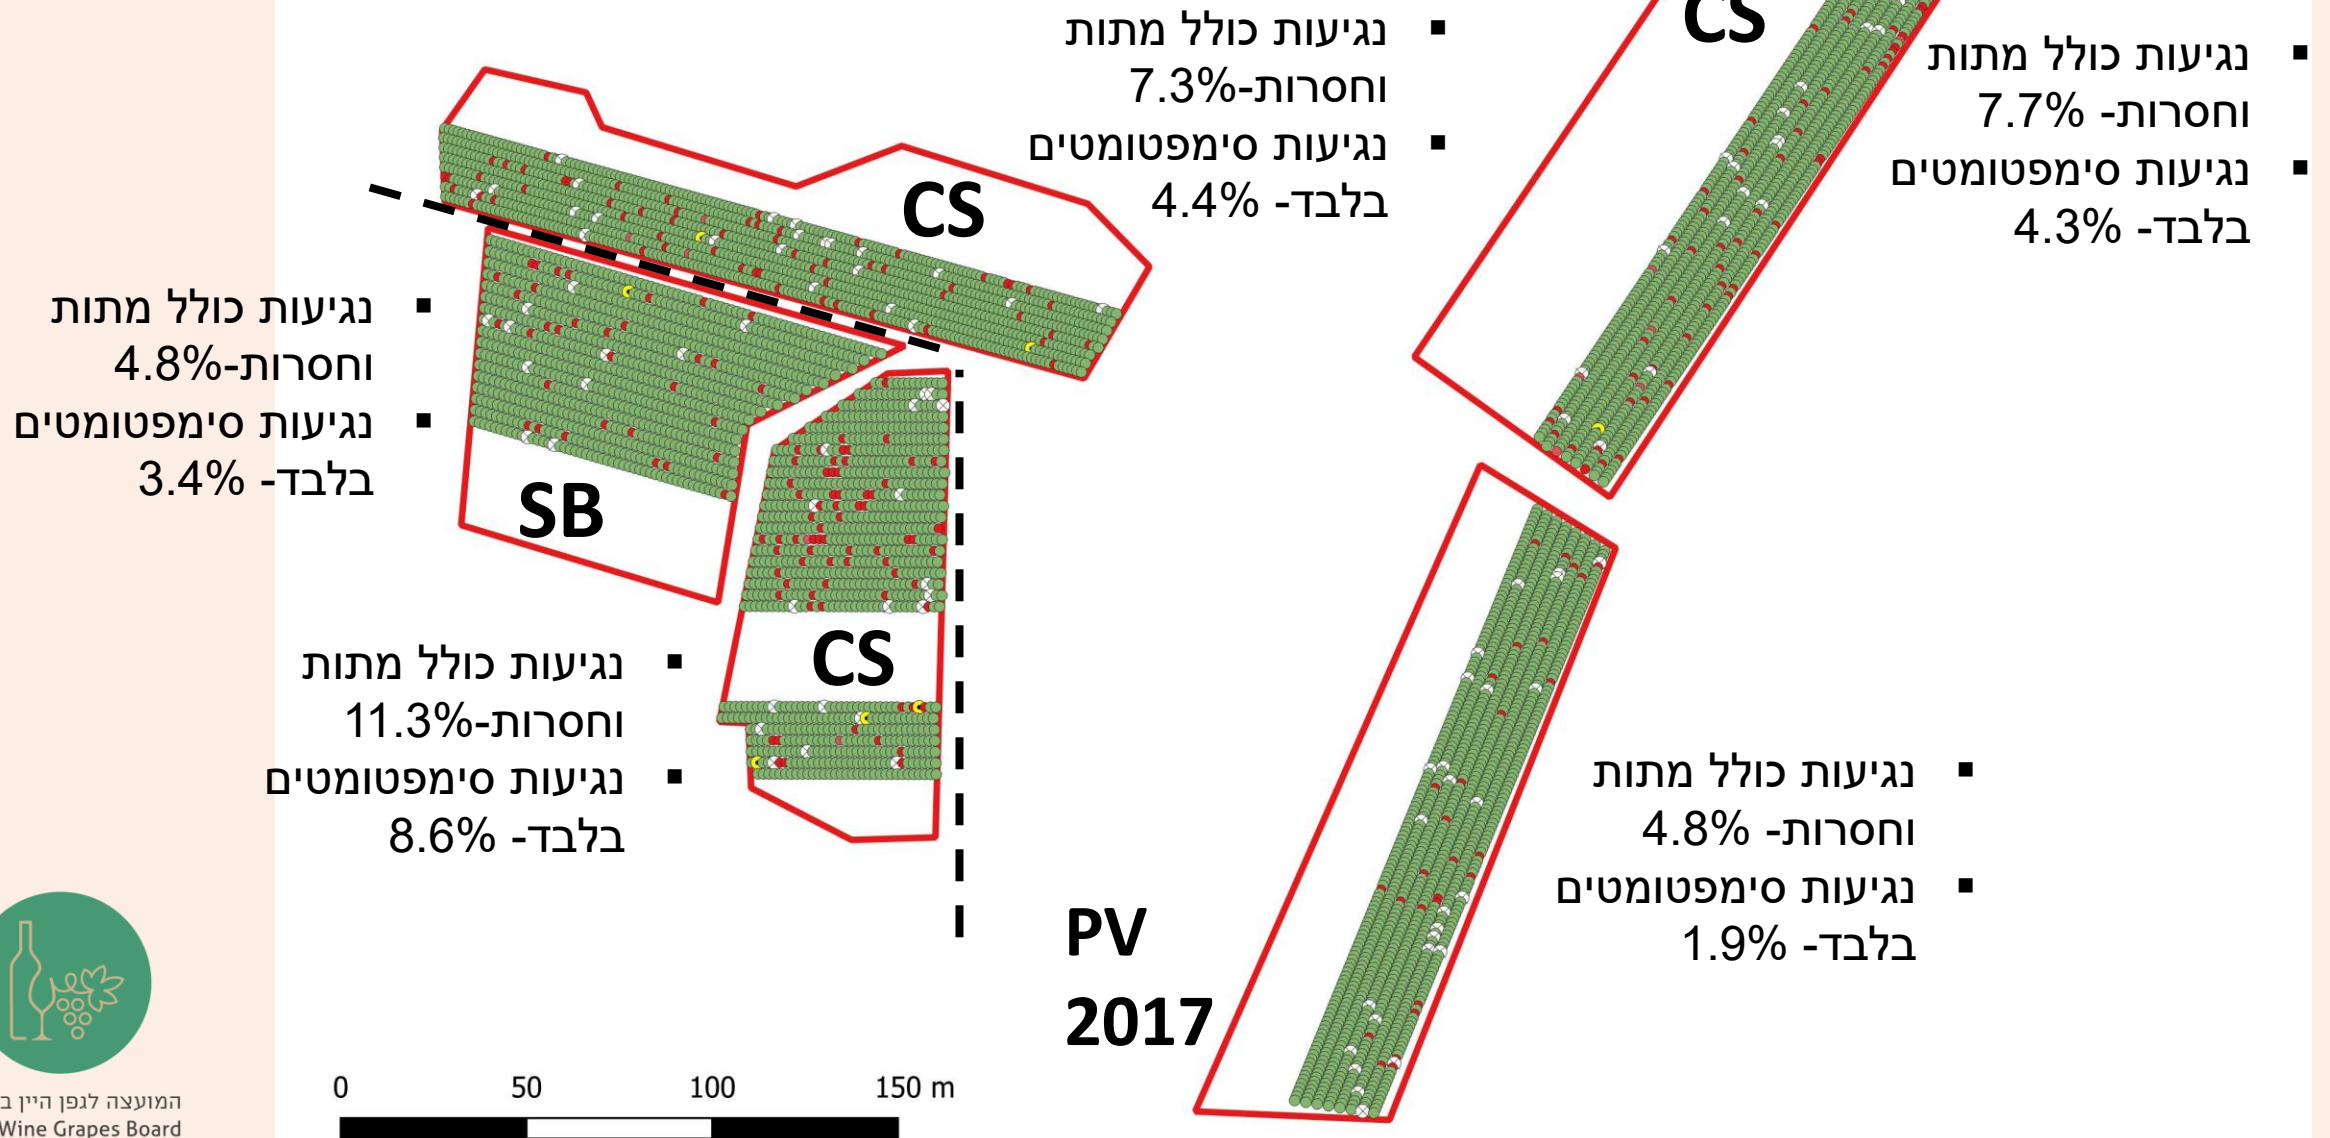 CS
נגיעות כולל מתות
וחסרות-7.3%
נגיעות סימפטומטים
בלבד- 4.4%
נגיעות כולל מתות
וחסרות- 7.7%
נגיעות סימפטומטים
בלבד- 4.3%
CS
נגיעות כולל מתות
וחסרות-4.8%
נגיעות סימפטומטים
בלבד- 3.4%
SB
CS
נגיעות כולל מתות
וחסרות-11.3%
נגיעות סימפטומטים
בלבד- 8.6%
נגיעות כולל מתות
וחסרות- 4.8%
נגיעות סימפטומטים
בלבד- 1.9%
PV
2017
0 50 100 150 m
המועצה לגפן היין
Wine Grapes Board